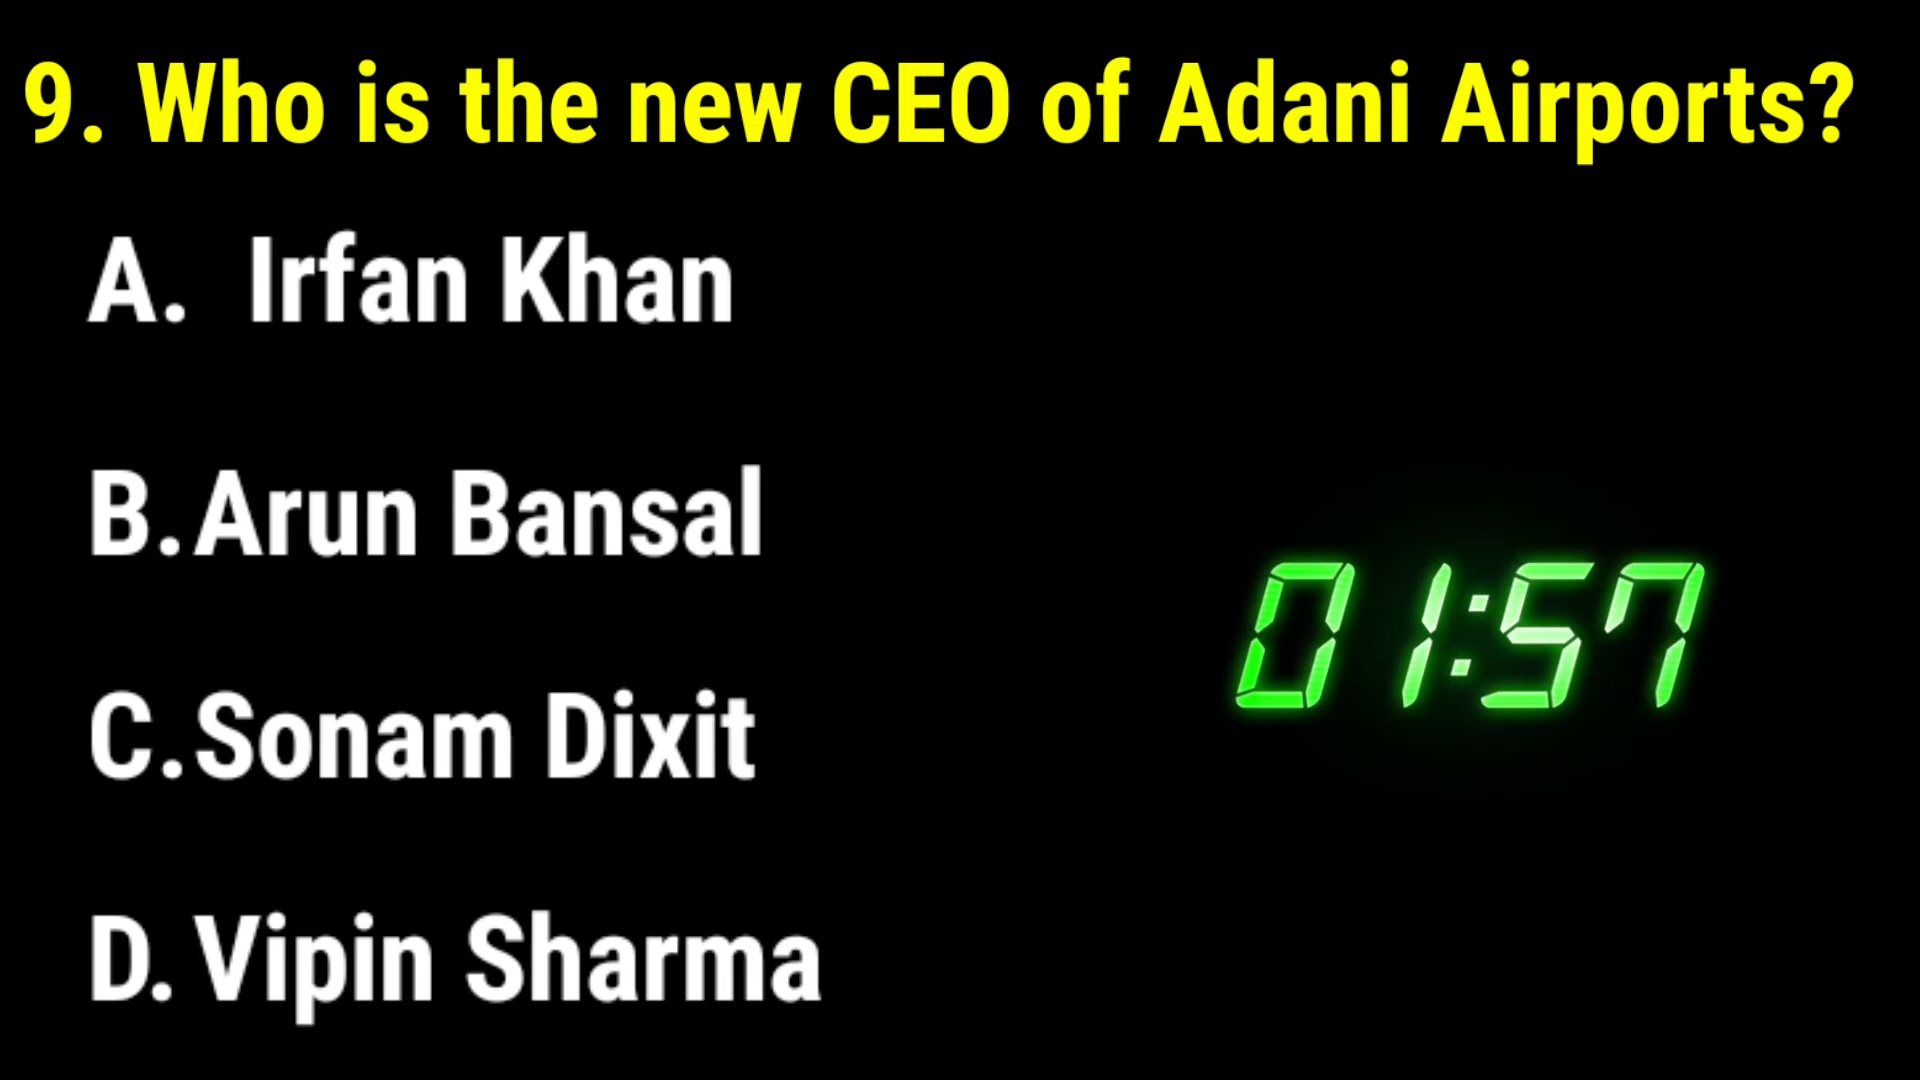 9. Who is the new CEO of Adani Airports?
A. Irfan Khan
B. Arun Bansal
C. Sonam Dixit
01:57
D. Vipin Sharma